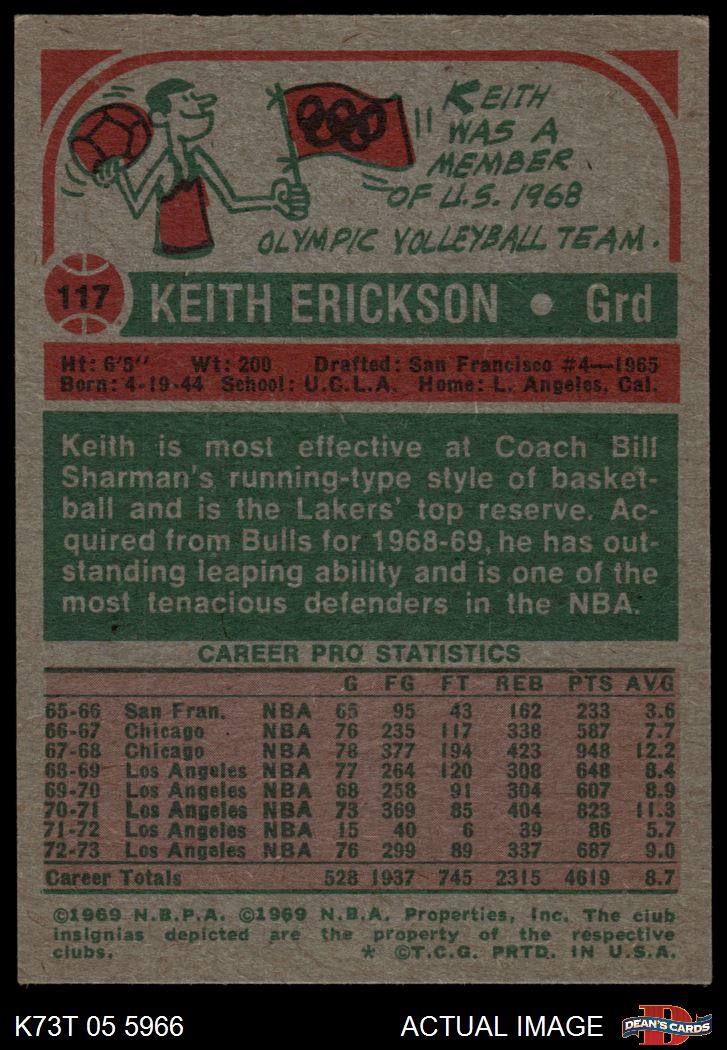 KEITH
WAS A
MEMBER
OF U.S. 1968
OLYMPIC VOLLEYBALL TEAM.
117 KEITH ERICKSON • Grd
Ht: 6'5" Wt: 200 Drafted: San Francisco #4—1965
Born: 4-19-44 School: U.C.L.A. Home: L. Angeles, Cal.
Keith is most effective at Coach Bill
Sharman's running-type style of basket-
ball and is the Lakers' top reserve. Ac-
quired from Bulls for 1968-69, he has out-
standing leaping ability and is one of the
most tenacious defenders in the NBA.
CAREER PRO STATISTICS
G FG FT REB PTS AVG
65-66 San Fran. NBA 65 95 43 162 233 3.6
66-67 Chicago NBA 76 235 117 338 587 7.7
67-68 Chicago NBA 78 377 194 423 948 12.2
68-69 Los Angeles NBA 77 264 120 308 648 8.4
69-70 Los Angeles NBA 68 258 91 304 607 8.9
70-71 Los Angeles NBA 73 369 85 404 823 11.3
71-72 Los Angeles NBA 15 40 6 39 86 5.7
72-73 Los Angeles NBA 76 299 89 337 687 9.0
Career Totals 528 1937 745 2315 4619 8.7
©1969 N.B.P.A. ©1969 N.B.A. Properties, Inc. The club
insignias depicted are the property of the respective
clubs. * ©T.C.G. PRTD. IN U.S.A.
K73T 05 5966 ACTUAL IMAGE D DEAN'S CARDS